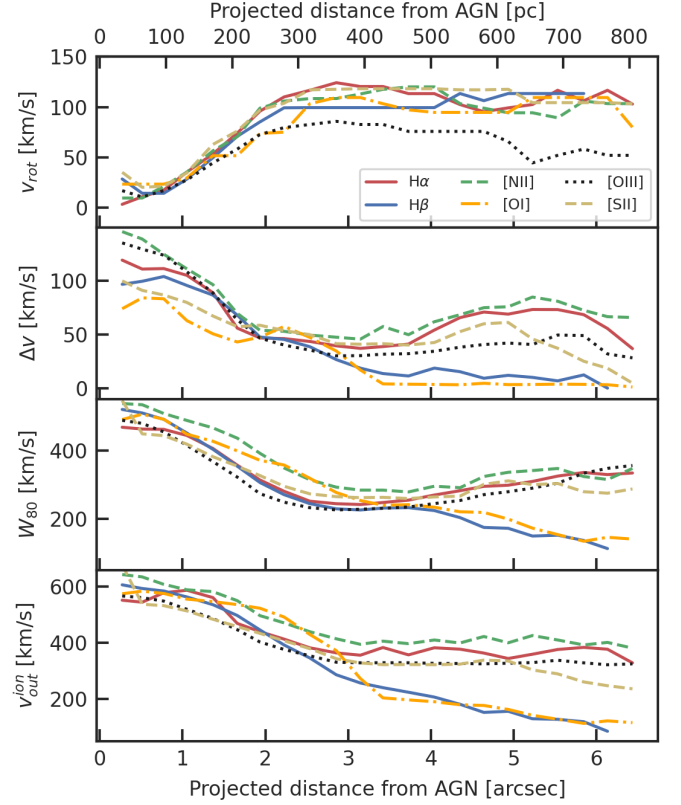 Projected distance from AGN [pc]
0 100 200 300 400 500 600 700 800
150
100
50
0
v_rot [km/s]
Hα [NII] [OIII]
Hβ [OI] [SII]
100
50
0
Δv [km/s]
400
200
W_80 [km/s]
600
400
200
v_out^ion [km/s]
0 1 2 3 4 5 6
Projected distance from AGN [arcsec]